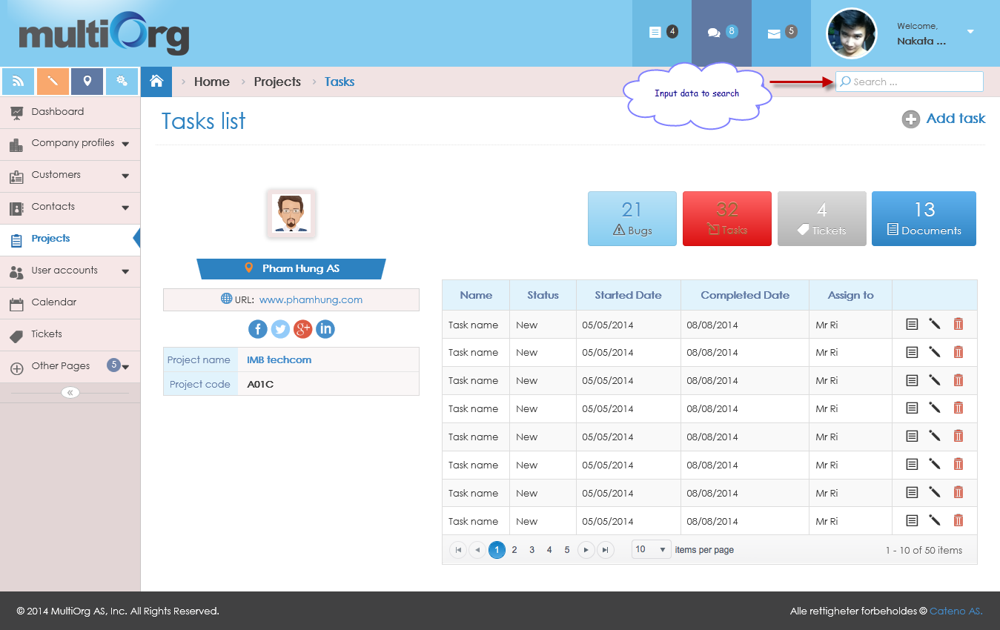 multiOrg
4
8
5
Welcome,
Nakata ...
Home
Projects
Tasks
Input data to search
Search ...
Dashboard
Company profiles
Customers
Contacts
Projects
User accounts
Calendar
Tickets
Other Pages 5
«
Tasks list
Add task
21
Bugs
32
Tasks
4
Tickets
13
Documents
Pham Hung AS
URL: www.phamhung.com
f g+ in
Project name IMB techcom
Project code A01C
Name Status Started Date Completed Date Assign to
Task name New 05/05/2014 08/08/2014 Mr Ri
Task name New 05/05/2014 08/08/2014 Mr Ri
Task name New 05/05/2014 08/08/2014 Mr Ri
Task name New 05/05/2014 08/08/2014 Mr Ri
Task name New 05/05/2014 08/08/2014 Mr Ri
Task name New 05/05/2014 08/08/2014 Mr Ri
Task name New 05/05/2014 08/08/2014 Mr Ri
Task name New 05/05/2014 08/08/2014 Mr Ri
1 2 3 4 5 10 items per page 1 - 10 of 50 items
© 2014 MultiOrg AS, Inc. All Rights Reserved.
Alle rettigheter forbeholdes © Cateno AS.